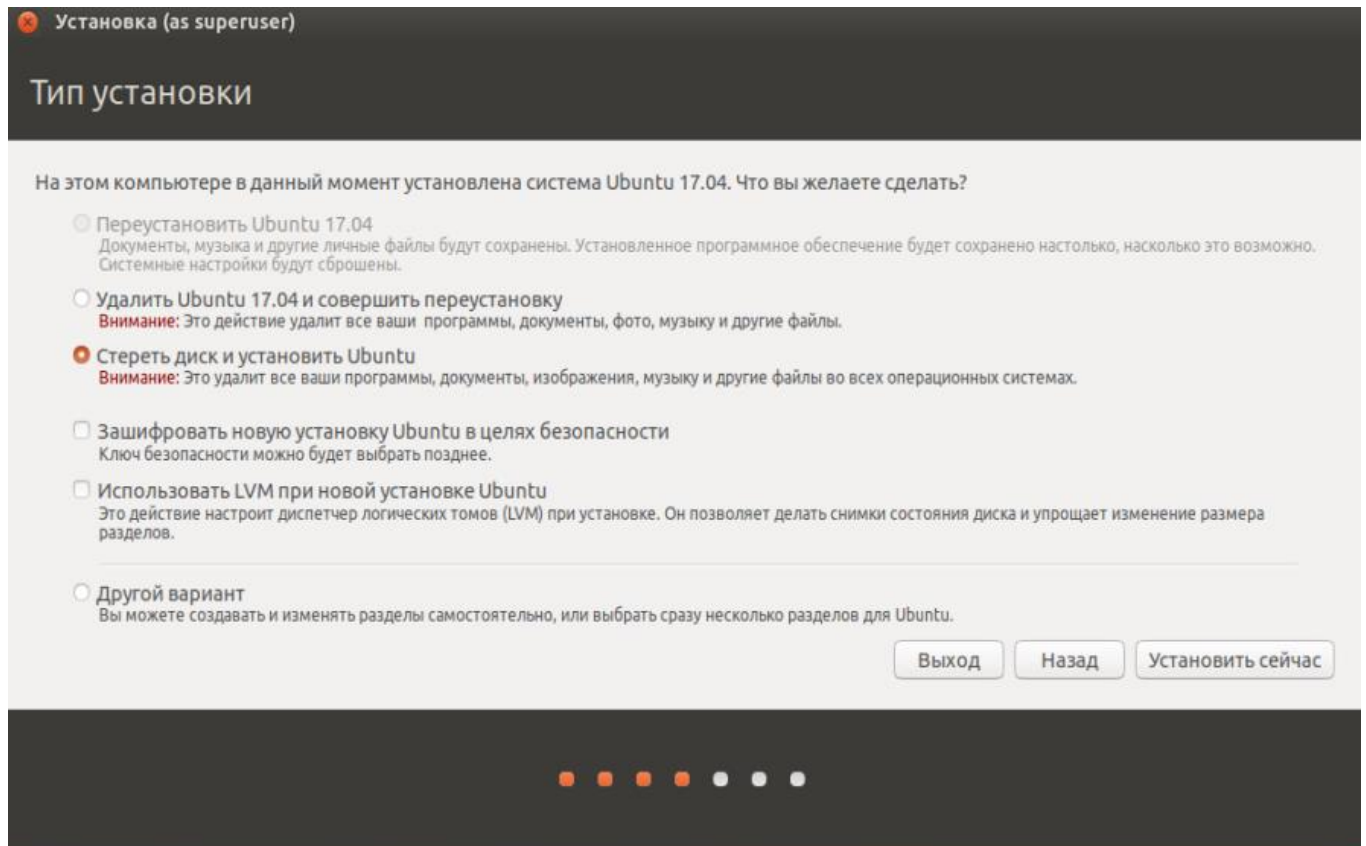 Установка (as superuser)
Тип установки
На этом компьютере в данный момент установлена система Ubuntu 17.04. Что вы желаете сделать?
Переустановить Ubuntu 17.04
Документы, музыка и другие личные файлы будут сохранены. Установленное программное обеспечение будет сохранено настолько, насколько это возможно.
Системные настройки будут сброшены.
Удалить Ubuntu 17.04 и совершить переустановку
Внимание: Это действие удалит все ваши программы, документы, фото, музыку и другие файлы.
Стереть диск и установить Ubuntu
Внимание: Это удалит все ваши программы, документы, изображения, музыку и другие файлы во всех операционных системах.
Зашифровать новую установку Ubuntu в целях безопасности
Ключ безопасности можно будет выбрать позднее.
Использовать LVM при новой установке Ubuntu
Это действие настроит диспетчер логических томов (LVM) при установке. Он позволяет делать снимки состояния диска и упрощает изменение размера
разделов.
Другой вариант
Вы можете создавать и изменять разделы самостоятельно, или выбрать сразу несколько разделов для Ubuntu.
Выход Назад Установить сейчас